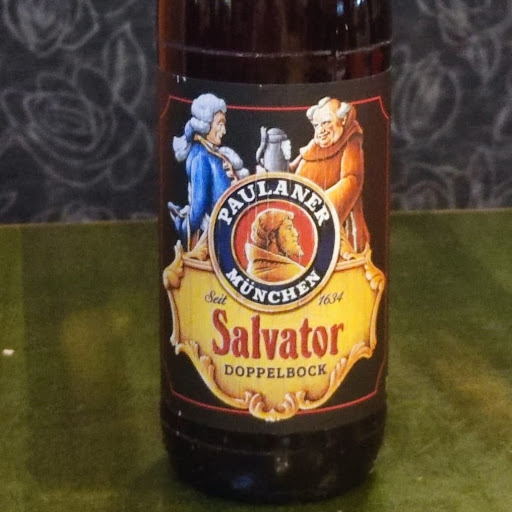 PAULANER
MÜNCHEN
Seit 1634
Salvator
DOPPELBOCK